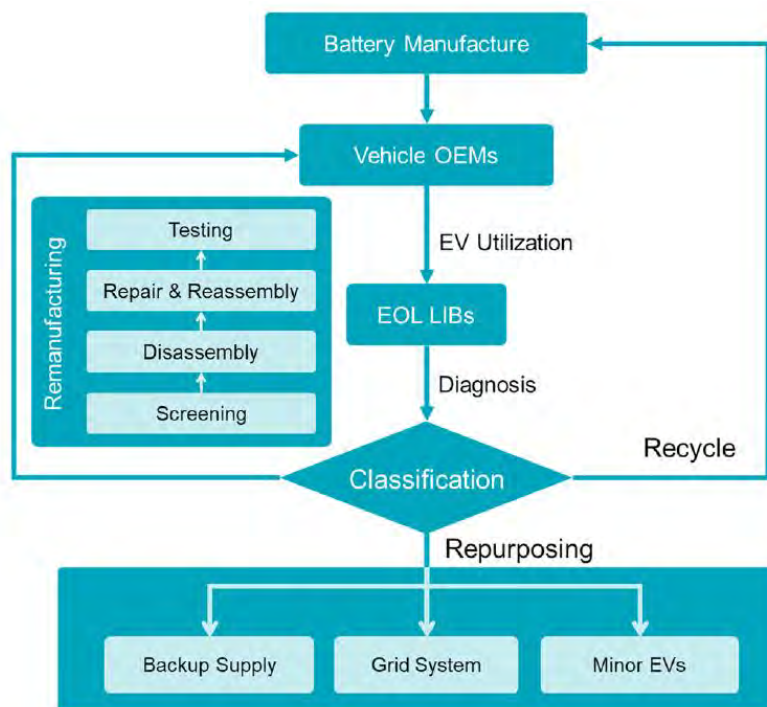 Battery Manufacture
Vehicle OEMs
EV Utilization
EOL LIBs
Diagnosis
Remanufacturing
Testing
Repair & Reassembly
Disassembly
Screening
Classification
Recycle
Repurposing
Backup Supply
Grid System
Minor EVs